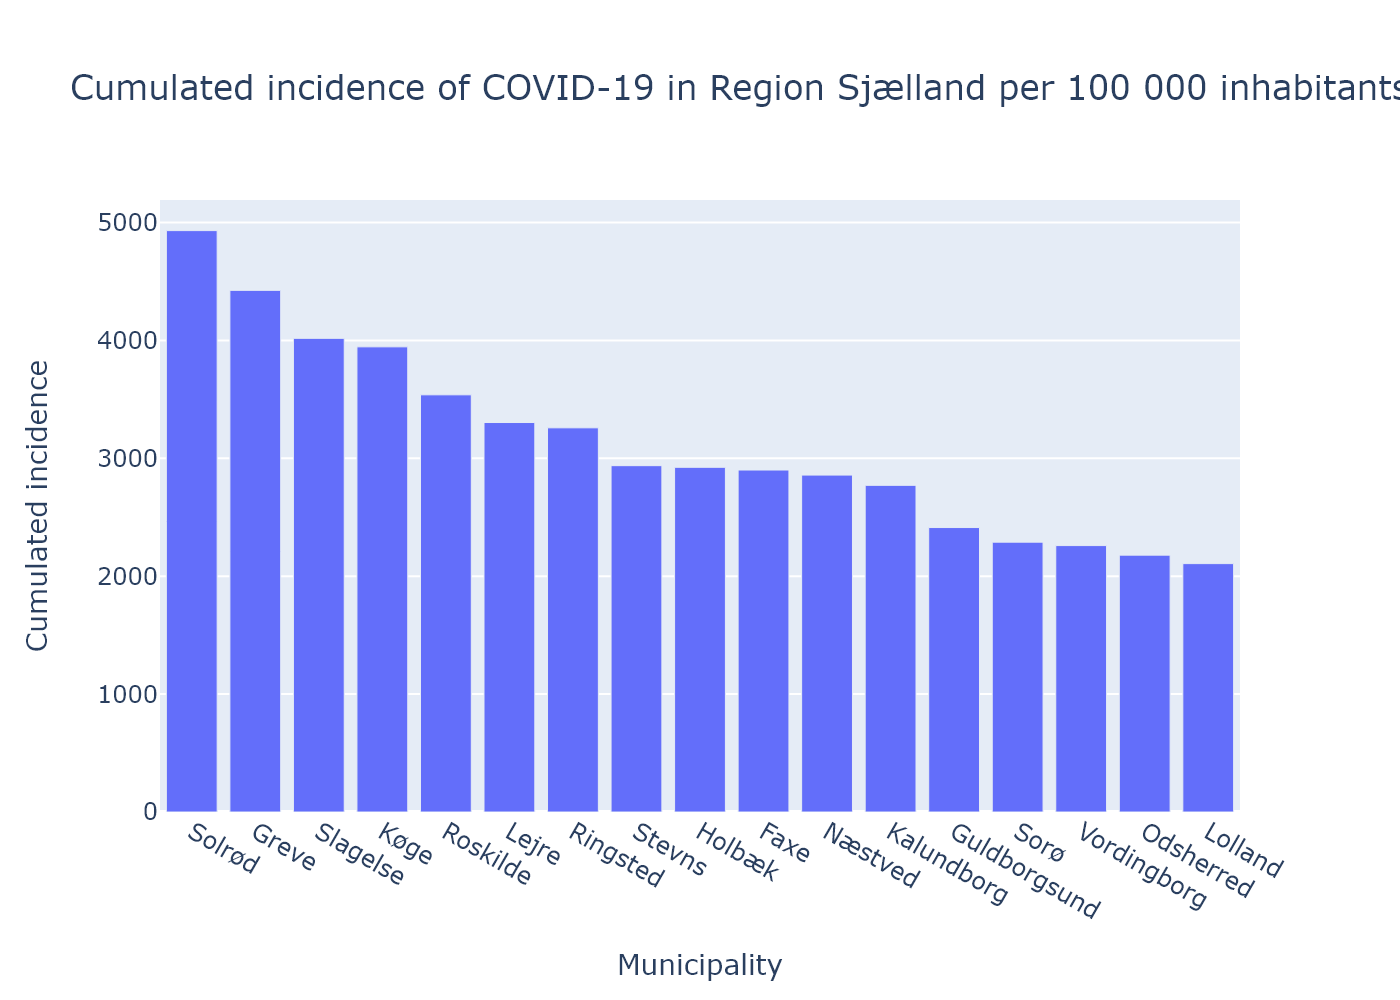 Cumulated incidence of COVID-19 in Region Sjælland per 100 000 inhabitants
5000
4000
3000
2000
1000
0
Cumulated incidence
Solrød
Greve
Slagelse
Køge
Roskilde
Lejre
Ringsted
Stevns
Holbæk
Faxe
Næstved
Kalundborg
Guldborgsund
Sorø
Vordingborg
Odsherred
Lolland
Municipality